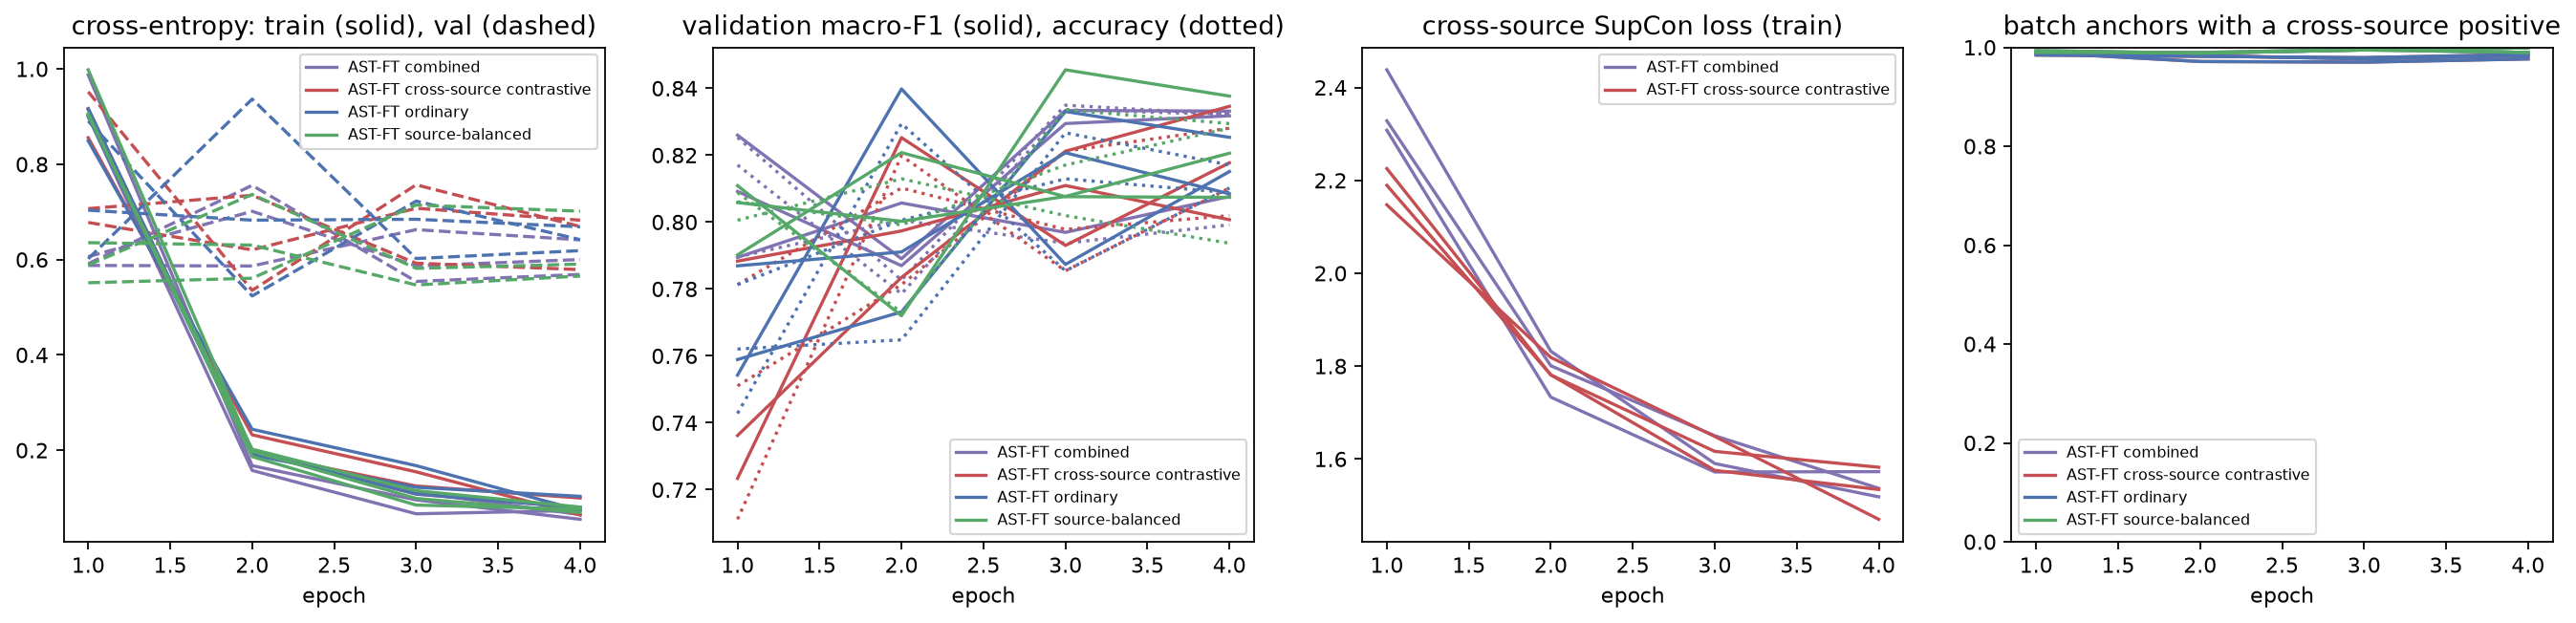 cross-entropy: train (solid), val (dashed)
1.0
0.8
0.6
0.4
0.2
AST-FT combined
AST-FT cross-source contrastive
AST-FT ordinary
AST-FT source-balanced
1.0 1.5 2.0 2.5 3.0 3.5 4.0
epoch
validation macro-F1 (solid), accuracy (dotted)
0.84
0.82
0.80
0.78
0.76
0.74
0.72
AST-FT combined
AST-FT cross-source contrastive
AST-FT ordinary
AST-FT source-balanced
1.0 1.5 2.0 2.5 3.0 3.5 4.0
epoch
cross-source SupCon loss (train)
2.4
2.2
2.0
1.8
1.6
AST-FT combined
AST-FT cross-source contrastive
1.0 1.5 2.0 2.5 3.0 3.5 4.0
epoch
batch anchors with a cross-source positive
1.0
0.8
0.6
0.4
0.2
0.0
AST-FT combined
AST-FT cross-source contrastive
AST-FT ordinary
AST-FT source-balanced
1.0 1.5 2.0 2.5 3.0 3.5 4.0
epoch